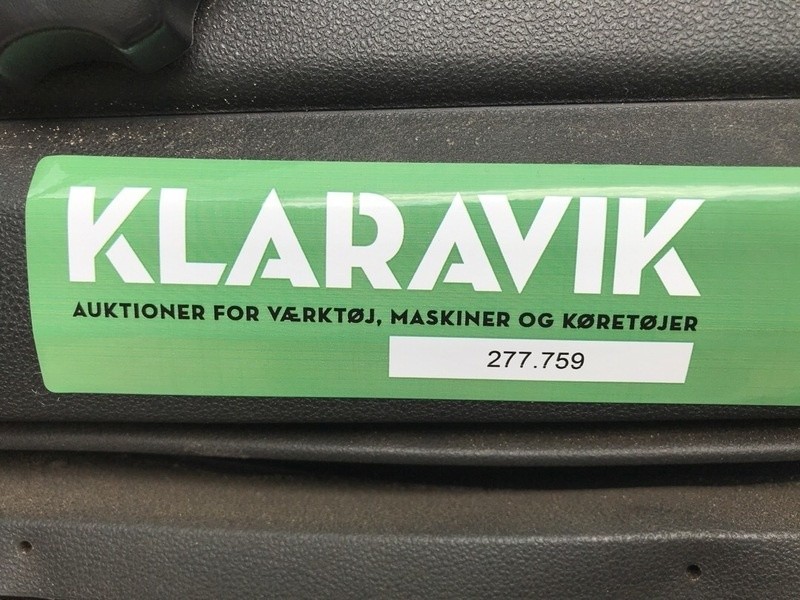 KLARAVIK
AUKTIONER FOR VÆRKTØJ, MASKINER OG KØRETØJER
277.759